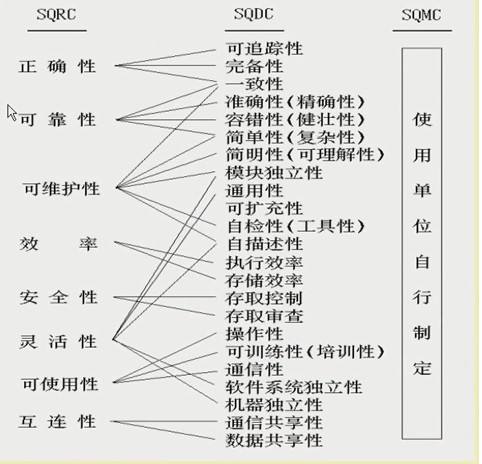 SQRC
SQDC
SQMC
正确性
可靠性
可维护性
效率
安全性
灵活性
可使用性
互连性
可追踪性
完备性
一致性
准确性(精确性)
容错性(健壮性)
简单性(复杂性)
简明性(可理解性)
模块独立性
通用性
可扩充性
自检性(工具性)
自描述性
执行效率
存储效率
存取控制
存取审查
操作性
可训练性(培训性)
通信性
软件系统独立性
机器独立性
通信共享性
数据共享性
使用单位自行制定